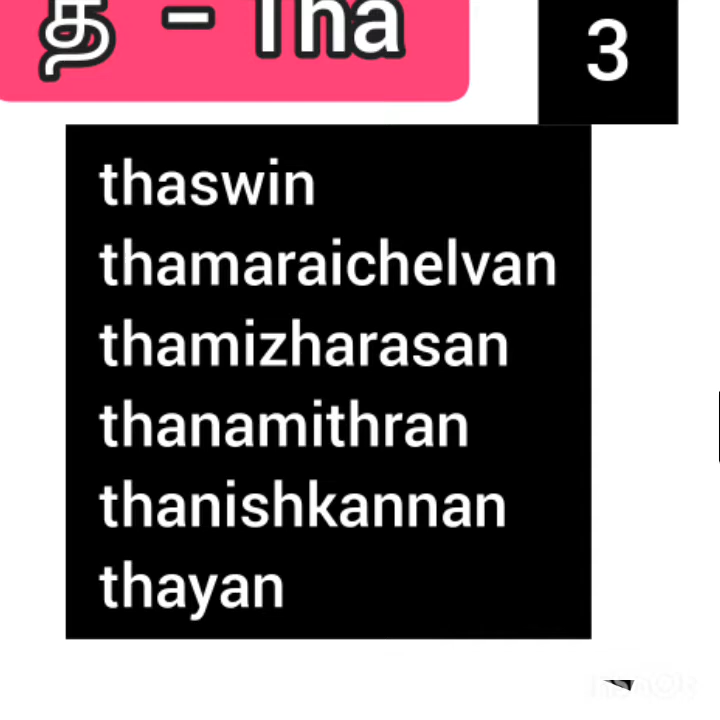 த - Tha
3
thaswin
thamaraichelvan
thamizharasan
thanamithran
thanishkannan
thayan